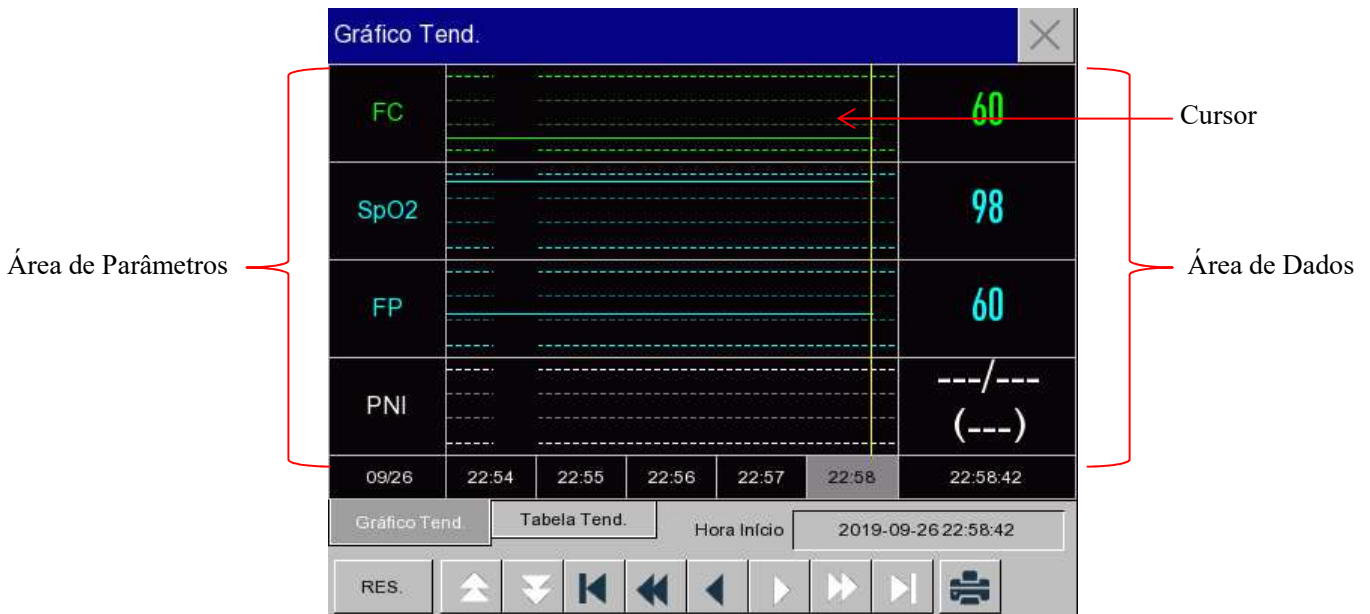 Gráfico Tend.
FC
60
Cursor
SpO2
98
Área de Parâmetros
Área de Dados
FP
60
PNI
---/---
(---)
09/26 22:54 22:55 22:56 22:57 22:58 22:58:42
Gráfico Tend. Tabela Tend. Hora Início 2019-09-26 22:58:42
RES.